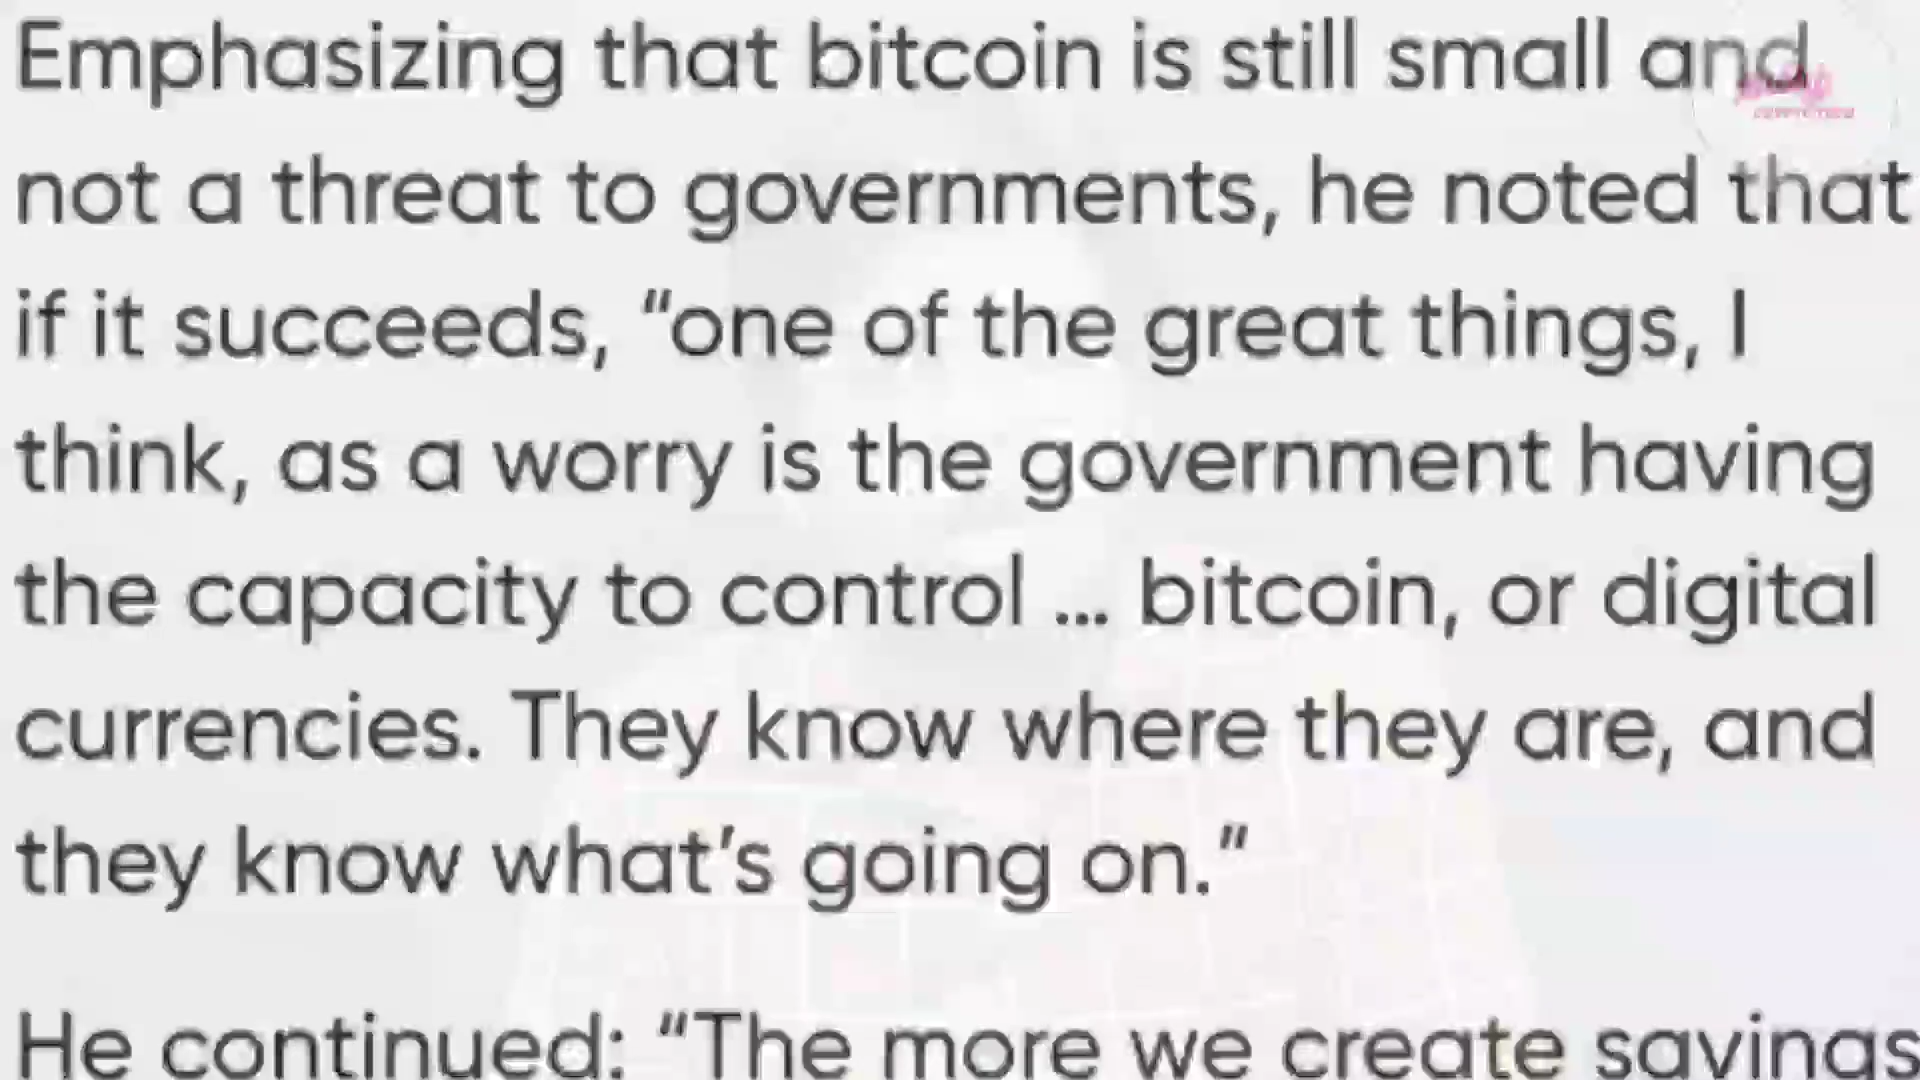 Emphasizing that bitcoin is still small and
not a threat to governments, he noted that
if it succeeds, “one of the great things, I
think, as a worry is the government having
the capacity to control ... bitcoin, or digital
currencies. They know where they are, and
they know what’s going on.”
He continued: “The more we create savings